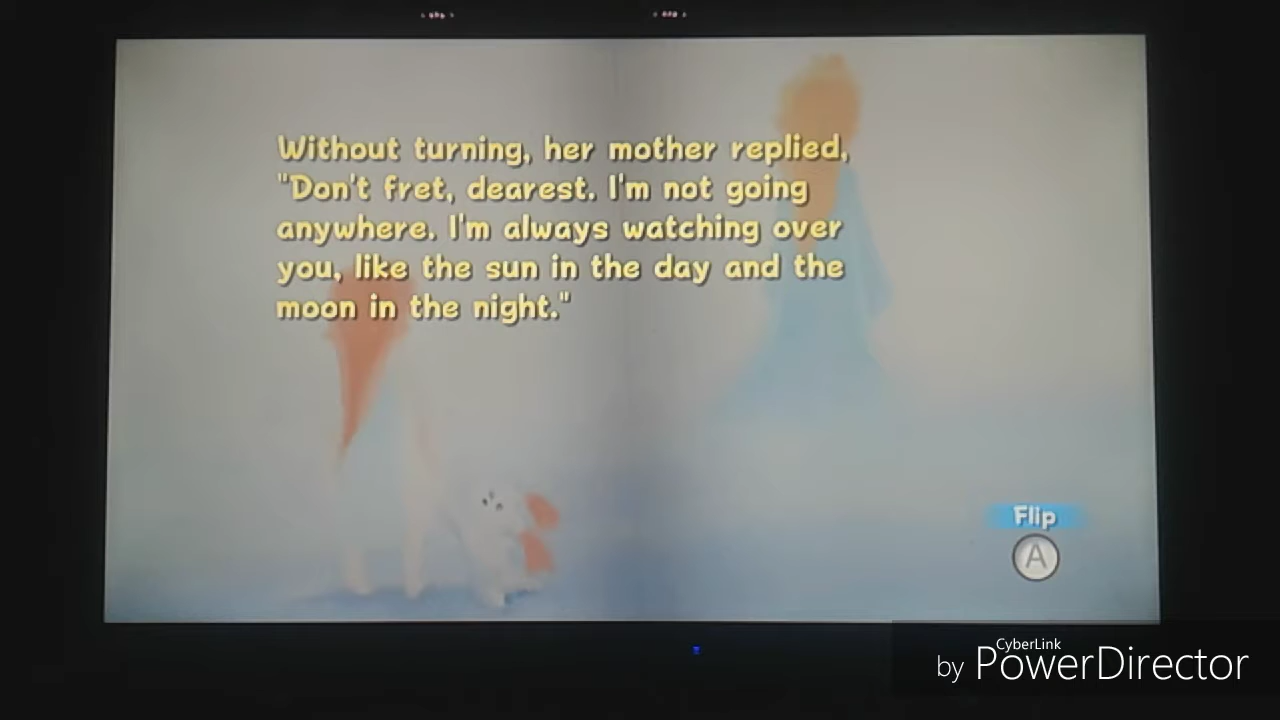 Without turning, her mother replied,
"Don't fret, dearest. I'm not going
anywhere. I'm always watching over
you, like the sun in the day and the
moon in the night."
Flip
A
CyberLink
by PowerDirector